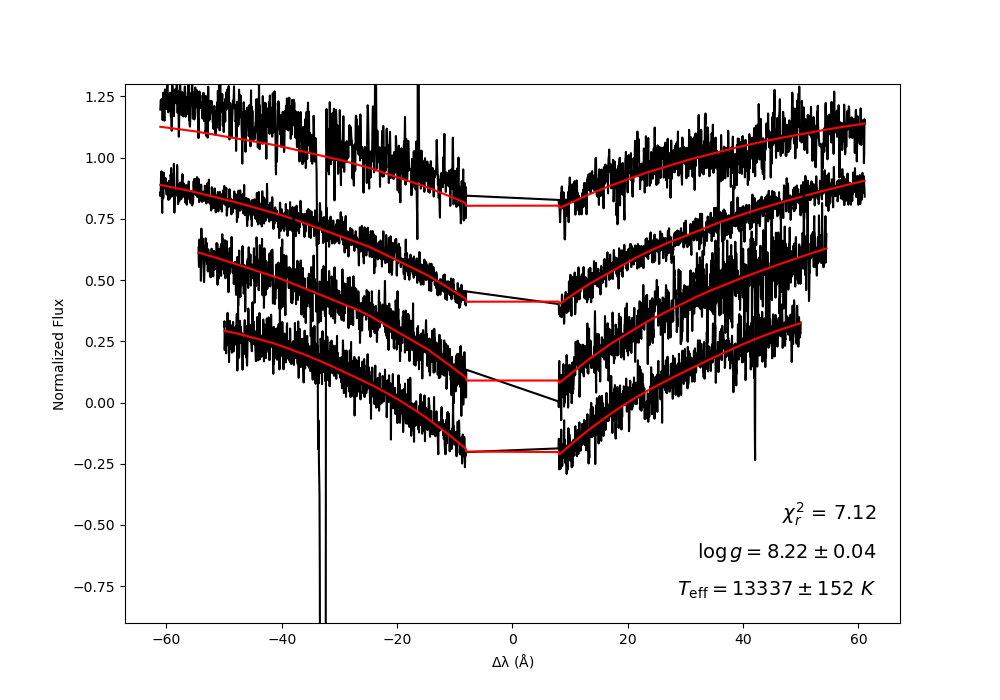 1.25
1.00
0.75
0.50
0.25
0.00
−0.25
−0.50
−0.75
Normalized Flux
χ²ᵣ = 7.12
log g = 8.22 ± 0.04
T_eff = 13337 ± 152 K
−60 −40 −20 0 20 40 60
Δλ (Å)